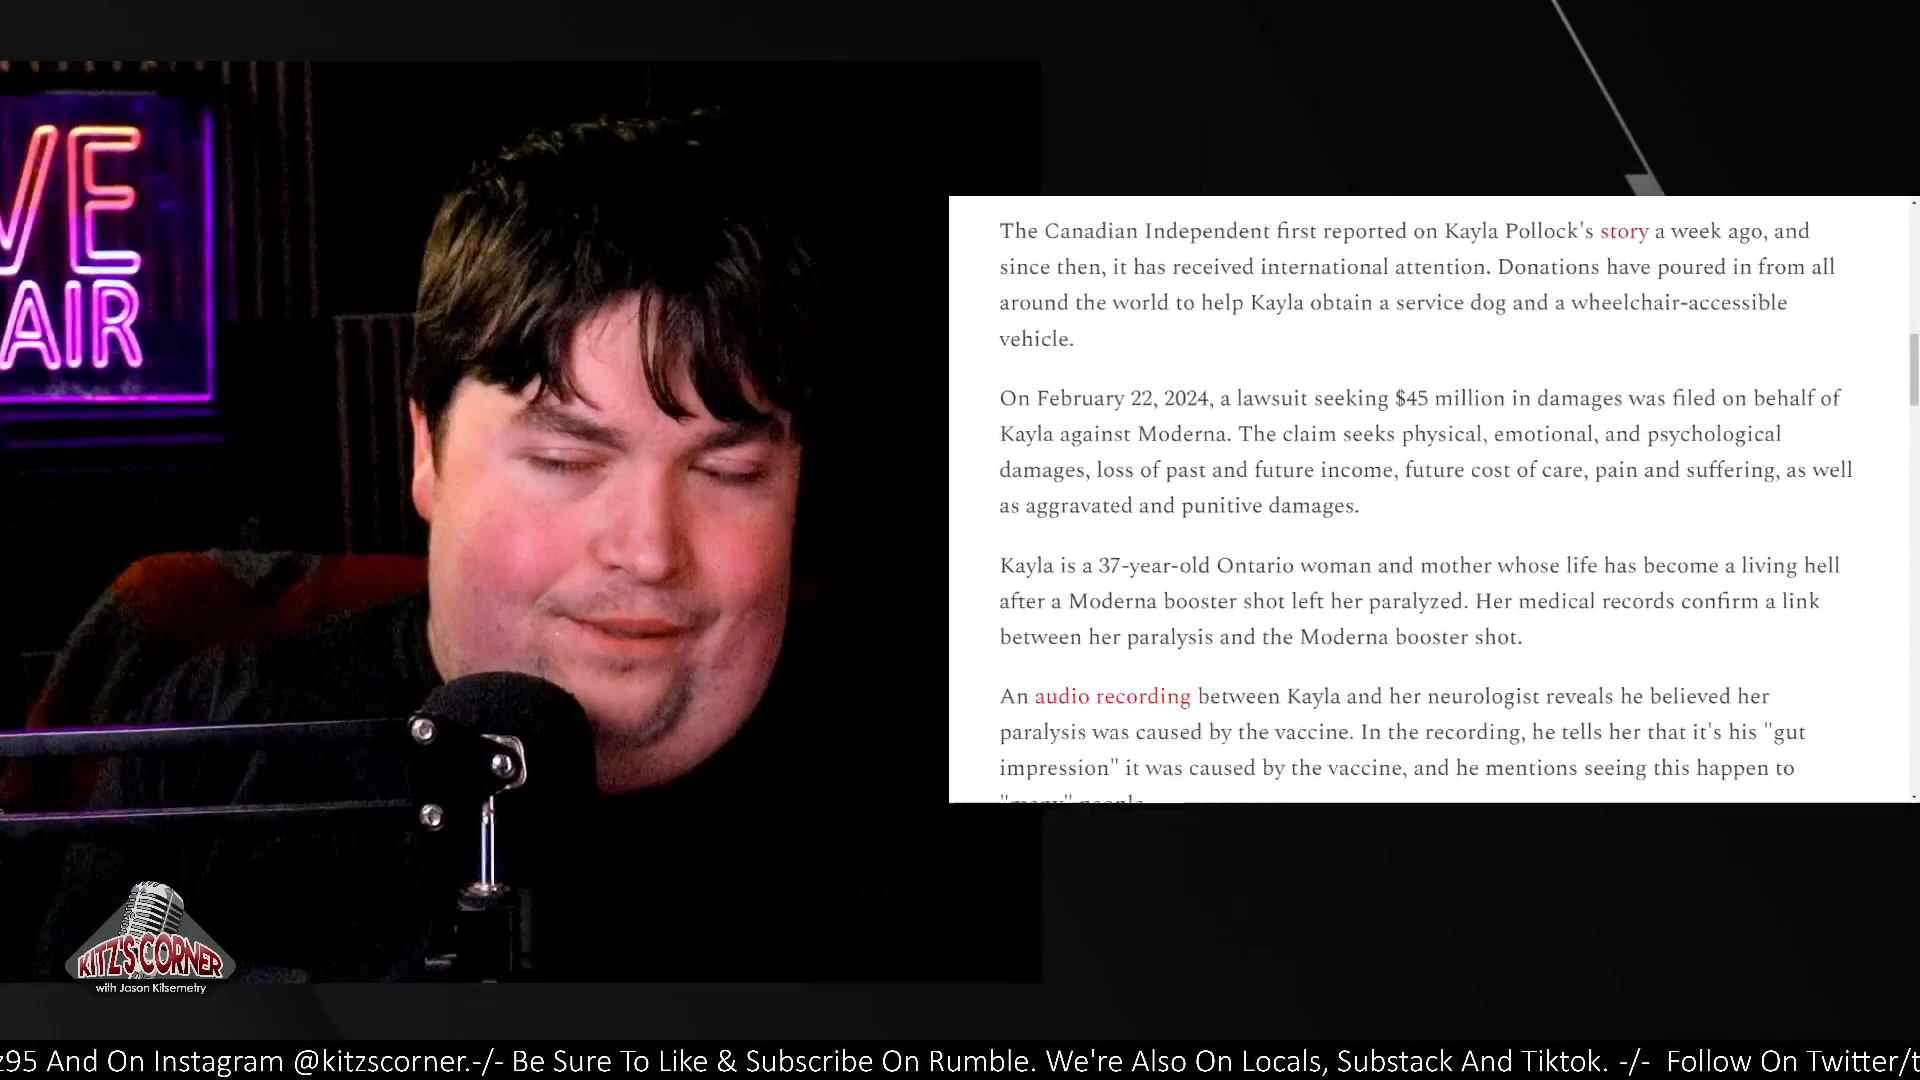 VE
AIR
The Canadian Independent first reported on Kayla Pollock's story a week ago, and
since then, it has received international attention. Donations have poured in from all
around the world to help Kayla obtain a service dog and a wheelchair-accessible
vehicle.
On February 22, 2024, a lawsuit seeking $45 million in damages was filed on behalf of
Kayla against Moderna. The claim seeks physical, emotional, and psychological
damages, loss of past and future income, future cost of care, pain and suffering, as well
as aggravated and punitive damages.
Kayla is a 37-year-old Ontario woman and mother whose life has become a living hell
after a Moderna booster shot left her paralyzed. Her medical records confirm a link
between her paralysis and the Moderna booster shot.
An audio recording between Kayla and her neurologist reveals he believed her
paralysis was caused by the vaccine. In the recording, he tells her that it's his "gut
impression" it was caused by the vaccine, and he mentions seeing this happen to
KITZ'S CORNER
with Jason Kitsemetry
z95 And On Instagram @kitzscorner.-/- Be Sure To Like & Subscribe On Rumble. We're Also On Locals, Substack And Tiktok. -/- Follow On Twitter/t